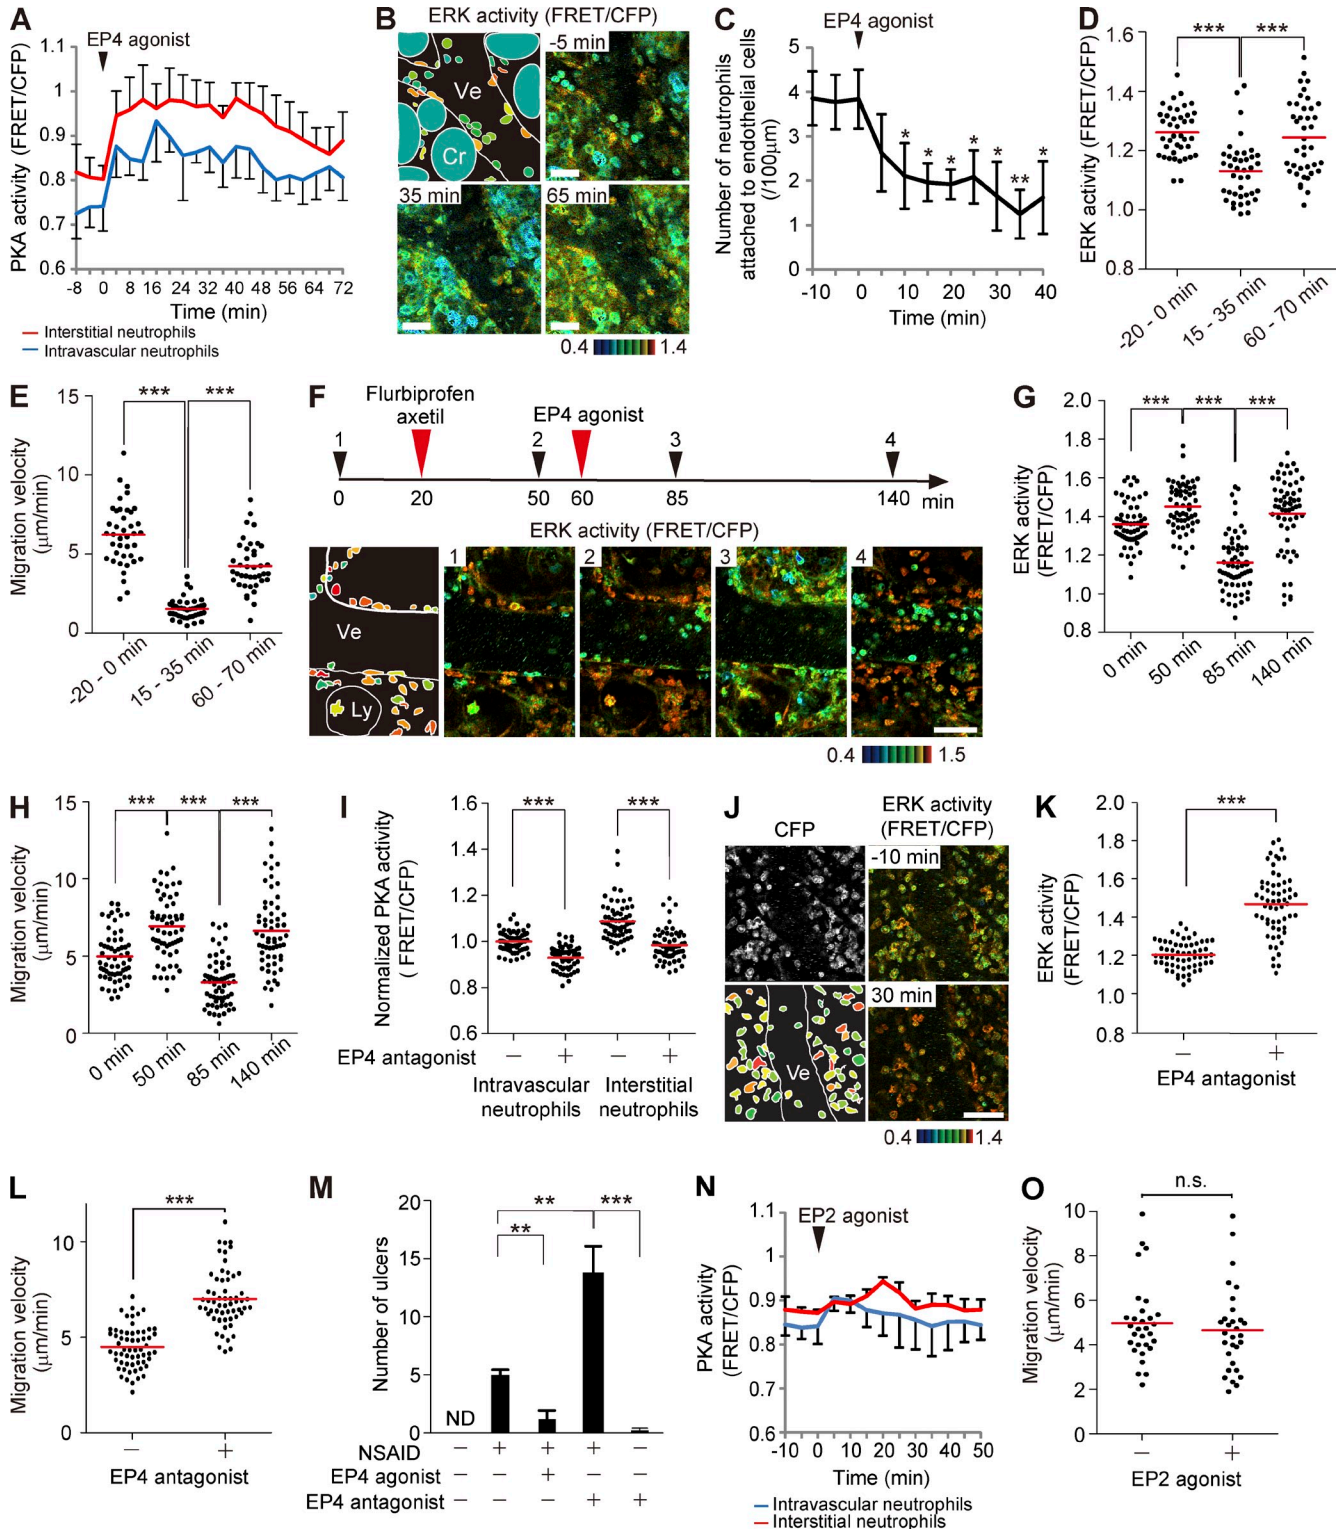 A
EP4 agonist
PKA activity (FRET/CFP)
1.1
1
0.9
0.8
0.7
0.6
-8 0 8 16 24 32 40 48 56 64 72
Time (min)
Interstitial neutrophils
Intravascular neutrophils
B
ERK activity (FRET/CFP)
Ve
Cr
-5 min
35 min
65 min
0.4 1.4
C
EP4 agonist
Number of neutrophils
attached to endothelial cells
(/100μm)
5
4
3
2
1
0
* * * * * ** *
-10 0 10 20 30 40
Time (min)
D
ERK activity (FRET/CFP)
1.6
1.4
1.2
1.0
0.8
*** ***
-20 - 0 min
15 - 35 min
60 - 70 min
E
Migration velocity
(μm/min)
15
10
5
0
*** ***
-20 - 0 min
15 - 35 min
60 - 70 min
F
Flurbiprofen
axetil
EP4 agonist
1 2 3 4
0 20 50 60 85 140 min
ERK activity (FRET/CFP)
Ve
Ly
1 2 3 4
0.4 1.5
G
ERK activity
(FRET/CFP)
2.0
1.8
1.6
1.4
1.2
1.0
0.8
*** *** ***
0 min
50 min
85 min
140 min
H
Migration velocity
(μm/min)
15
10
5
0
*** *** ***
0 min
50 min
85 min
140 min
I
Normalized PKA activity
( FRET/CFP)
1.6
1.4
1.2
1.0
0.8
0.6
*** ***
EP4 antagonist − + − +
Intravascular
neutrophils
Interstitial
neutrophils
J
CFP
ERK activity
(FRET/CFP)
-10 min
30 min
Ve
0.4 1.4
K
ERK activity
(FRET/CFP)
2.0
1.8
1.6
1.4
1.2
1.0
0.8
***
− +
EP4 antagonist
L
Migration velocity
(μm/min)
10
5
0
***
− +
EP4 antagonist
M
Number of ulcers
20
15
10
5
0
** ***
**
ND
NSAID − + + + −
EP4 agonist − − + − −
EP4 antagonist − − − + +
N
EP2 agonist
PKA activity
(FRET/CFP)
1.1
1
0.9
0.8
0.7
0.6
-10 0 10 20 30 40 50
Time (min)
Intravascular neutrophils
Interstitial neutrophils
O
n.s.
Migration velocity
(μm/min)
10
8
6
4
2
0
− +
EP2 agonist